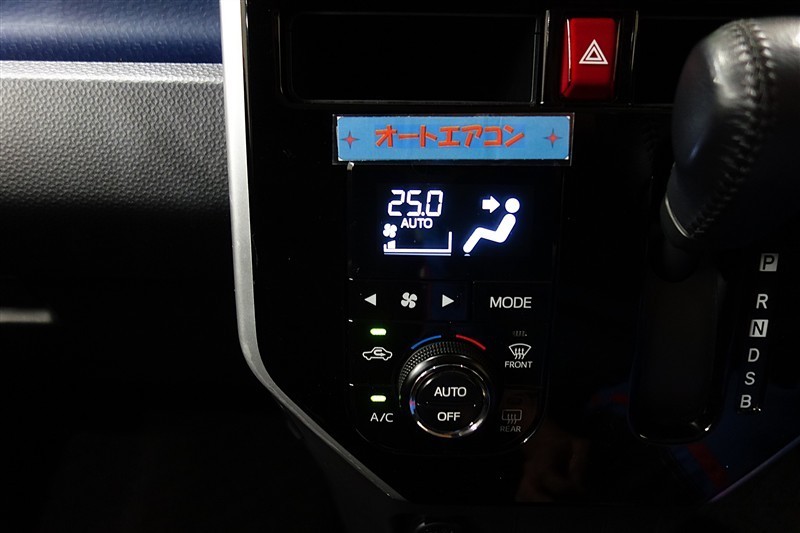 オートエアコン
25.0
AUTO
MODE
FRONT
AUTO
OFF
A/C
REAR
P
R
N
D
S
B